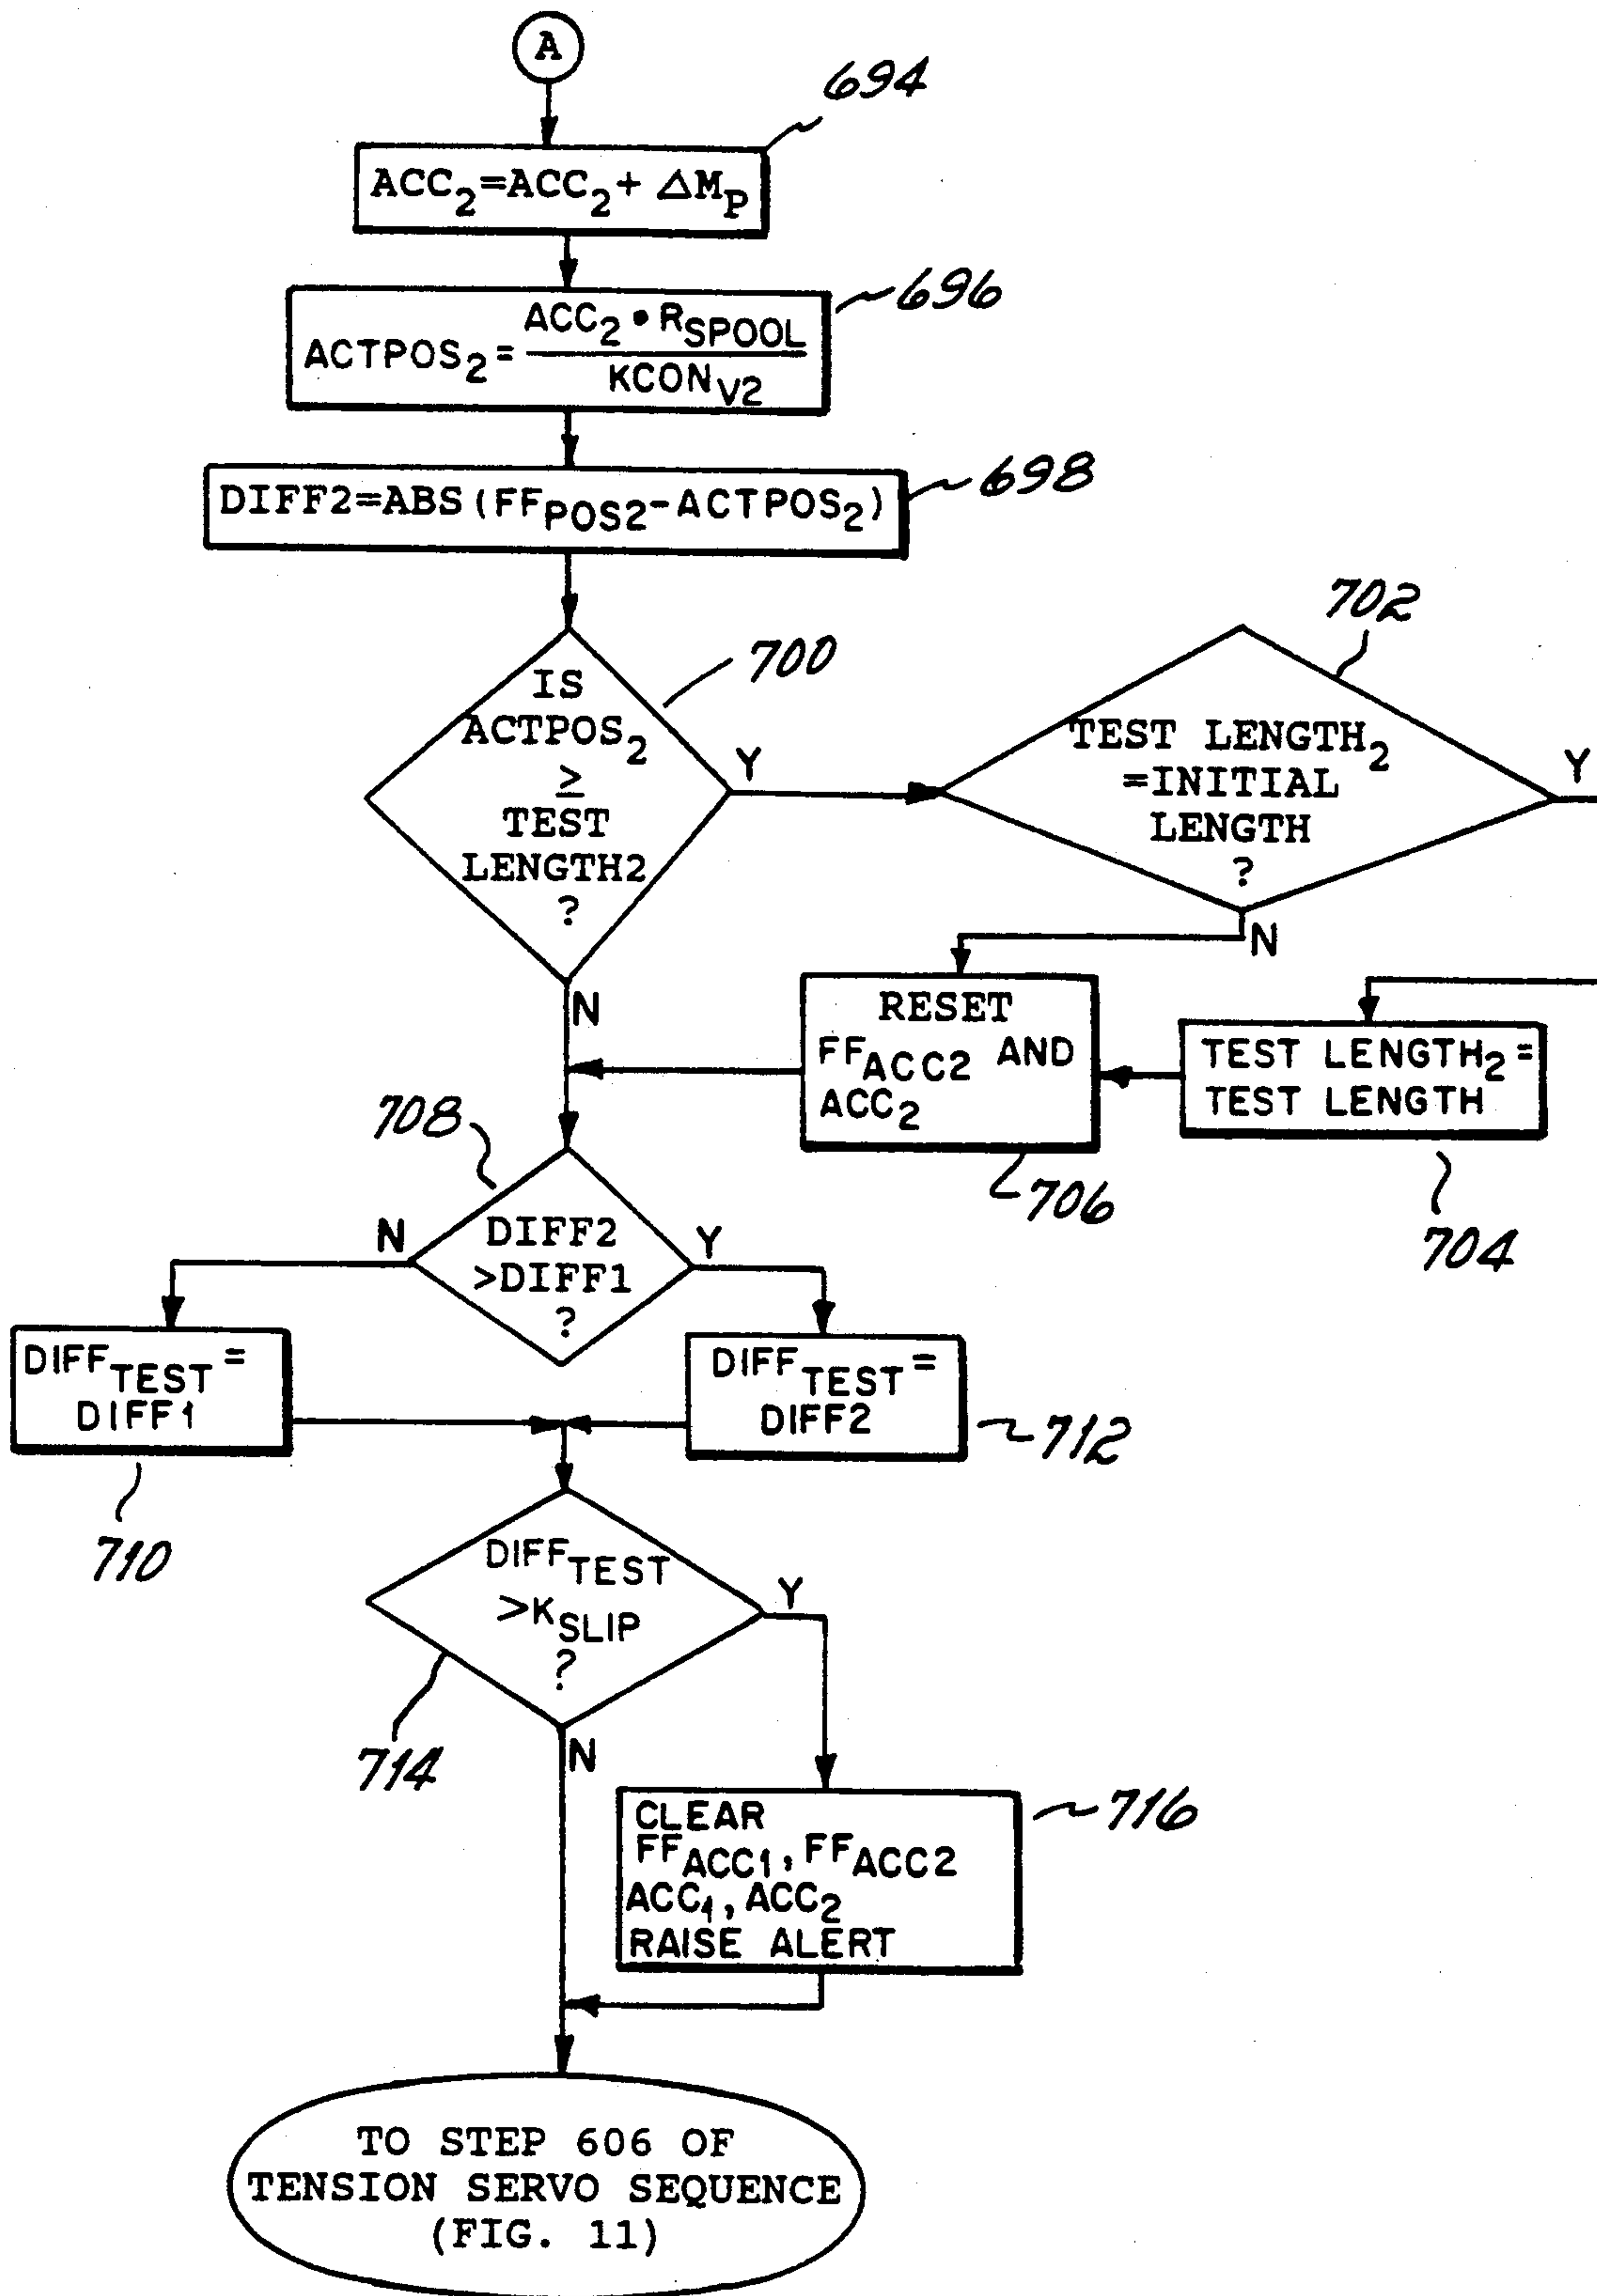 A
694
ACC2=ACC2+ ΔMP
696
ACTPOS2= ACC2 • RSPOOL
KCONV2
698
DIFF2=ABS(FFPOS2-ACTPOS2)
700
IS
ACTPOS2
≥
TEST
LENGTH2
?
Y
N
702
TEST LENGTH2
=INITIAL
LENGTH
?
Y
N
RESET
FFACC2 AND
ACC2
706
TEST LENGTH2=
TEST LENGTH
704
708
N
DIFF2
>DIFF1
?
Y
DIFFTEST=
DIFF1
710
DIFFTEST=
DIFF2
712
DIFFTEST
>KSLIP
?
Y
714
N
CLEAR
FFACC1, FFACC2
ACC1, ACC2
RAISE ALERT
716
TO STEP 606 OF
TENSION SERVO SEQUENCE
(FIG. 11)